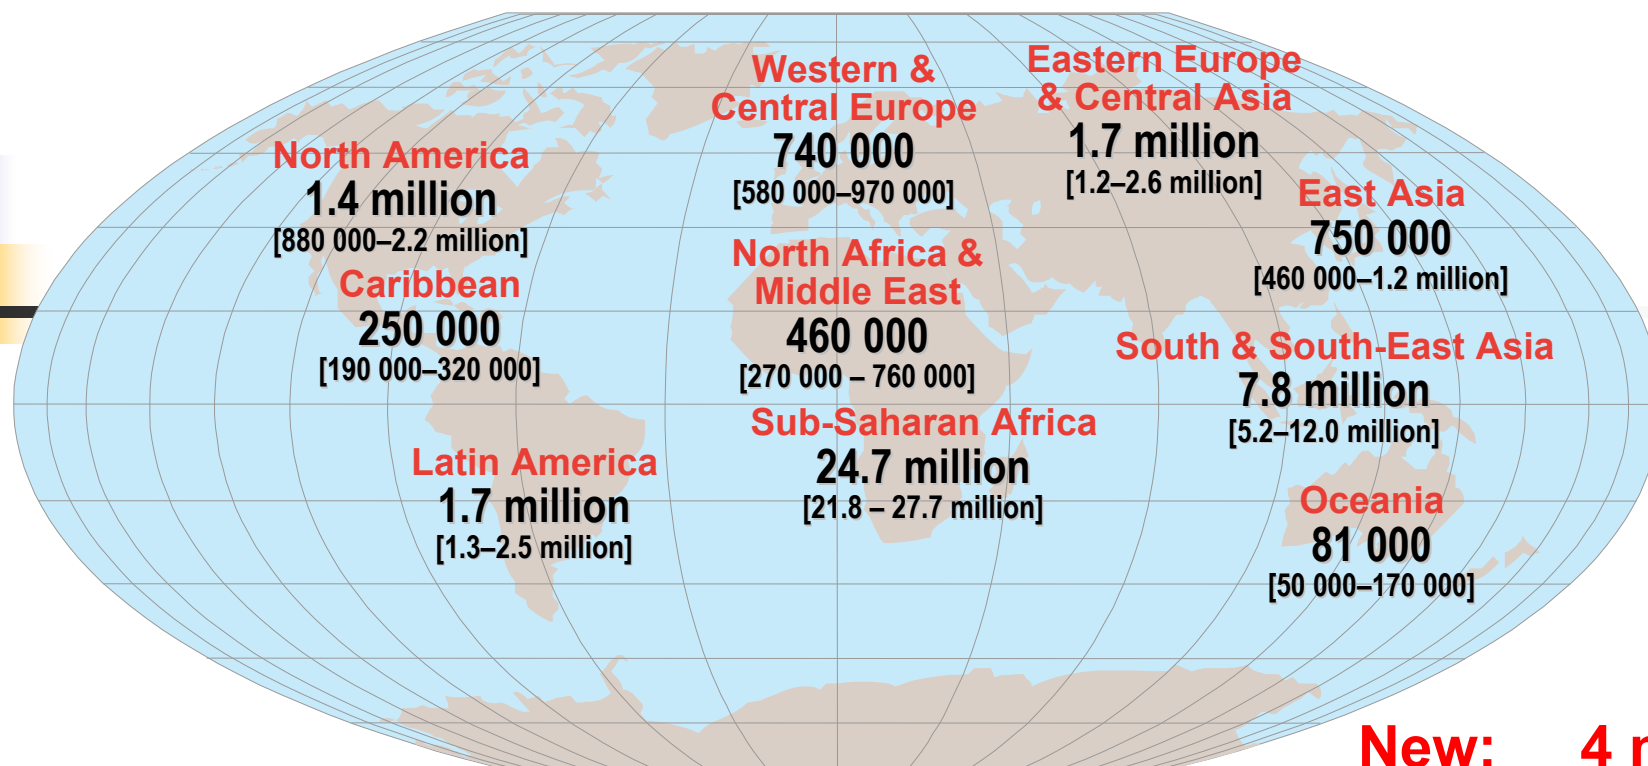 Western &
Central Europe
740 000
[580 000–970 000]
Eastern Europe
& Central Asia
1.7 million
[1.2–2.6 million]
North America
1.4 million
[880 000–2.2 million]
East Asia
750 000
[460 000–1.2 million]
Caribbean
250 000
[190 000–320 000]
North Africa &
Middle East
460 000
[270 000 – 760 000]
South & South-East Asia
7.8 million
[5.2–12.0 million]
Sub-Saharan Africa
24.7 million
[21.8 – 27.7 million]
Latin America
1.7 million
[1.3–2.5 million]
Oceania
81 000
[50 000–170 000]
New: 4